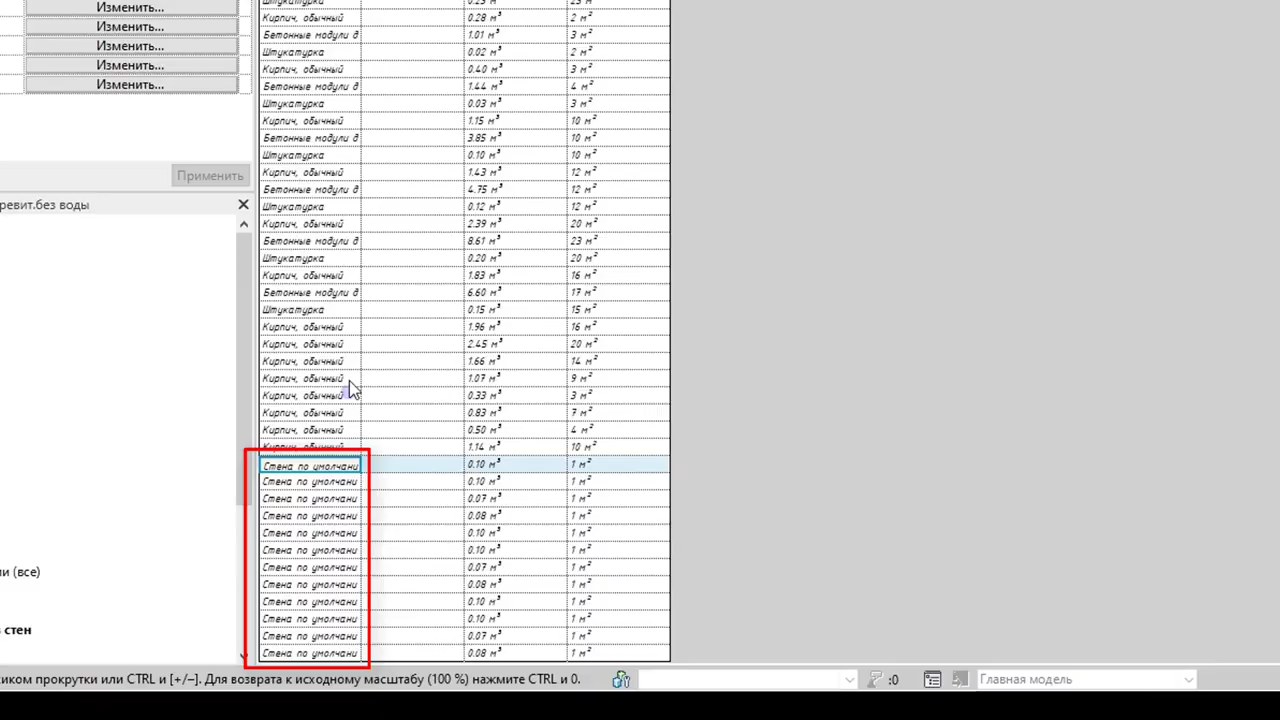 Изменить...
Изменить...
Изменить...
Изменить...
Изменить...
Применить
ревит.без воды
и (все)
стен
Кирпич, обычный 0.28 м³ 2 м²
Бетонные модули д 1.01 м³ 3 м²
Штукатурка 0.02 м³ 2 м²
Кирпич, обычный 0.40 м³ 3 м²
Бетонные модули д 1.44 м³ 4 м²
Штукатурка 0.03 м³ 3 м²
Кирпич, обычный 1.15 м³ 10 м²
Бетонные модули д 3.85 м³ 10 м²
Штукатурка 0.10 м³ 10 м²
Кирпич, обычный 1.43 м³ 12 м²
Бетонные модули д 4.75 м³ 12 м²
Штукатурка 0.12 м³ 12 м²
Кирпич, обычный 2.39 м³ 20 м²
Бетонные модули д 8.61 м³ 23 м²
Штукатурка 0.20 м³ 20 м²
Кирпич, обычный 1.83 м³ 16 м²
Бетонные модули д 6.60 м³ 17 м²
Штукатурка 0.15 м³ 15 м²
Кирпич, обычный 1.96 м³ 16 м²
Кирпич, обычный 2.45 м³ 20 м²
Кирпич, обычный 1.66 м³ 14 м²
Кирпич, обычный 1.07 м³ 9 м²
Кирпич, обычный 0.33 м³ 3 м²
Кирпич, обычный 0.83 м³ 7 м²
Кирпич, обычный 0.50 м³ 4 м²
Кирпич, обычный 1.14 м³ 10 м²
Стена по умолчани 0.10 м³ 1 м²
Стена по умолчани 0.10 м³ 1 м²
Стена по умолчани 0.07 м³ 1 м²
Стена по умолчани 0.08 м³ 1 м²
Стена по умолчани 0.10 м³ 1 м²
Стена по умолчани 0.10 м³ 1 м²
Стена по умолчани 0.07 м³ 1 м²
Стена по умолчани 0.08 м³ 1 м²
Стена по умолчани 0.10 м³ 1 м²
Стена по умолчани 0.10 м³ 1 м²
Стена по умолчани 0.07 м³ 1 м²
Стена по умолчани 0.08 м³ 1 м²
иком прокрутки или CTRL и [+/–]. Для возврата к исходному масштабу (100 %) нажмите CTRL и 0. :0 Главная модель